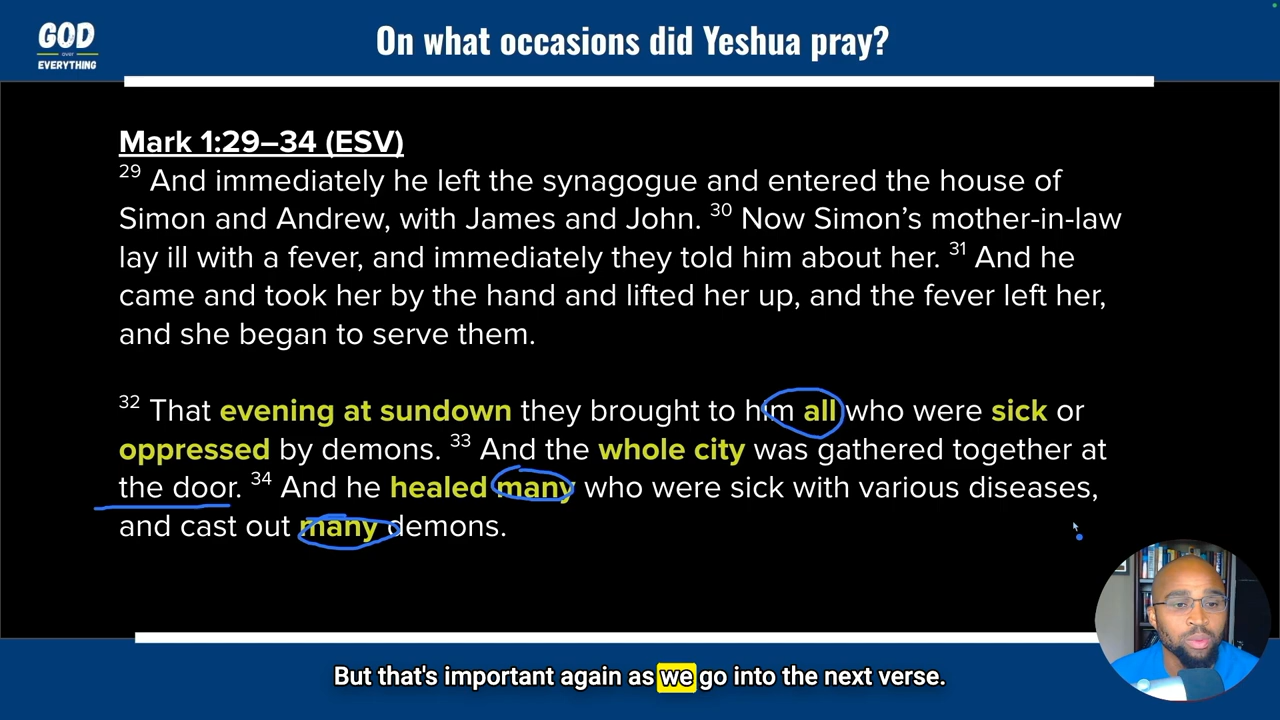 GOD
OVER
EVERYTHING
On what occasions did Yeshua pray?
Mark 1:29–34 (ESV)
29 And immediately he left the synagogue and entered the house of
Simon and Andrew, with James and John. 30 Now Simon’s mother-in-law
lay ill with a fever, and immediately they told him about her. 31 And he
came and took her by the hand and lifted her up, and the fever left her,
and she began to serve them.
32 That evening at sundown they brought to him all who were sick or
oppressed by demons. 33 And the whole city was gathered together at
the door. 34 And he healed many who were sick with various diseases,
and cast out many demons.
But that's important again as we go into the next verse.